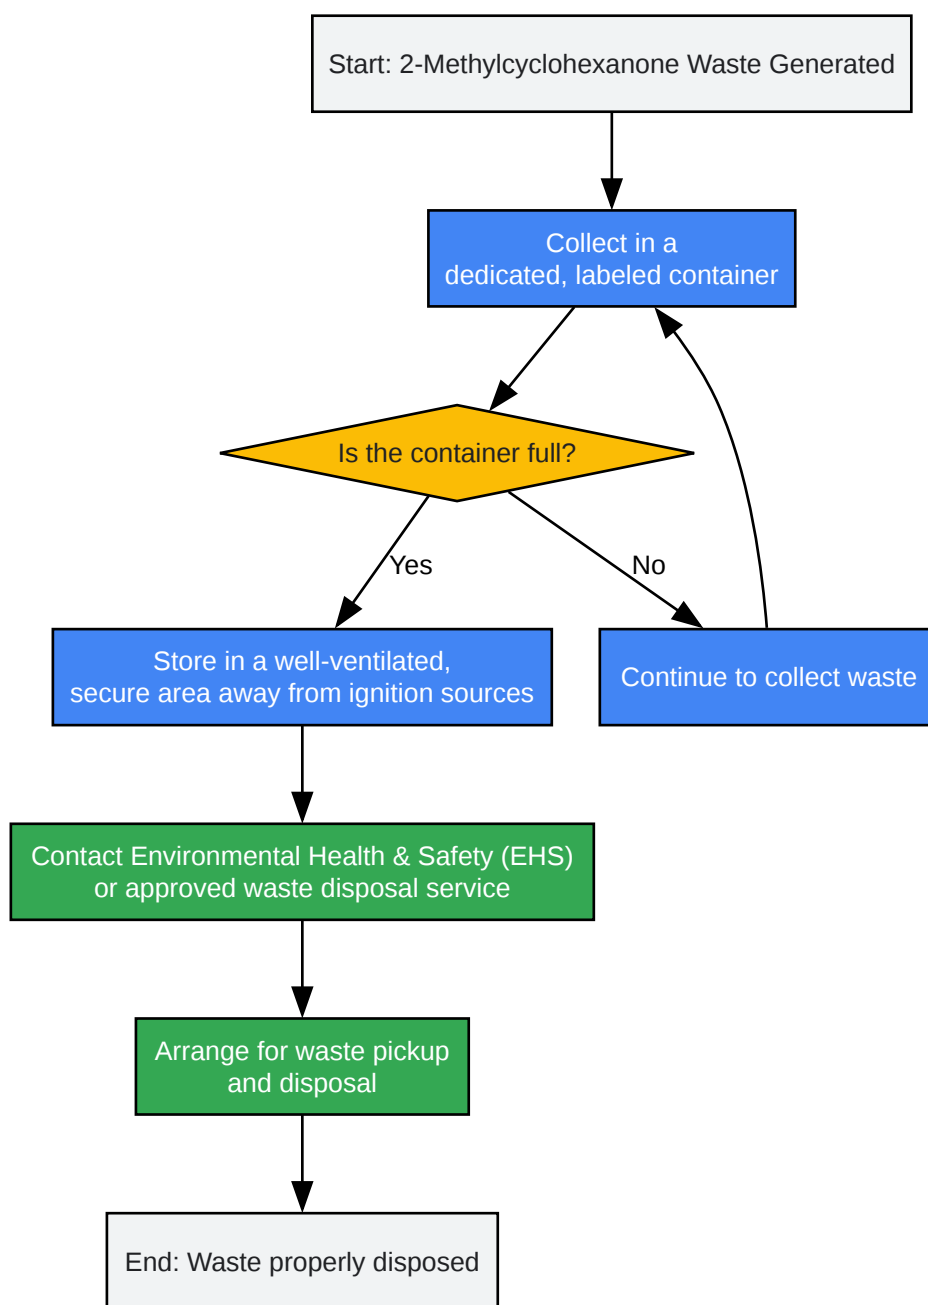 Start: 2-Methylcyclohexanone Waste Generated
Collect in a
dedicated, labeled container
Is the container full?
Yes
No
Store in a well-ventilated,
secure area away from ignition sources
Continue to collect waste
Contact Environmental Health & Safety (EHS)
or approved waste disposal service
Arrange for waste pickup
and disposal
End: Waste properly disposed